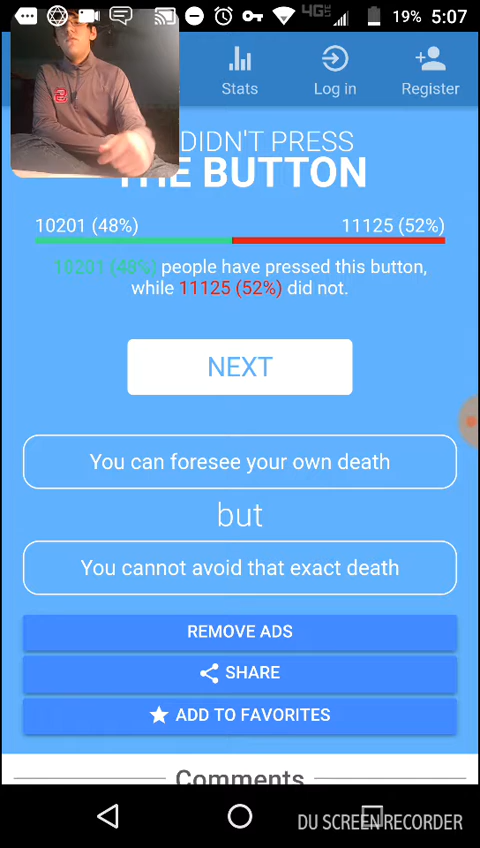 4G
19% 5:07
Stats
Log in
Register
DIDN'T PRESS
THE BUTTON
10201 (48%)
11125 (52%)
10201 (48%) people have pressed this button,
while 11125 (52%) did not.
NEXT
You can foresee your own death
but
You cannot avoid that exact death
REMOVE ADS
SHARE
ADD TO FAVORITES
Comments
DU SCREEN RECORDER